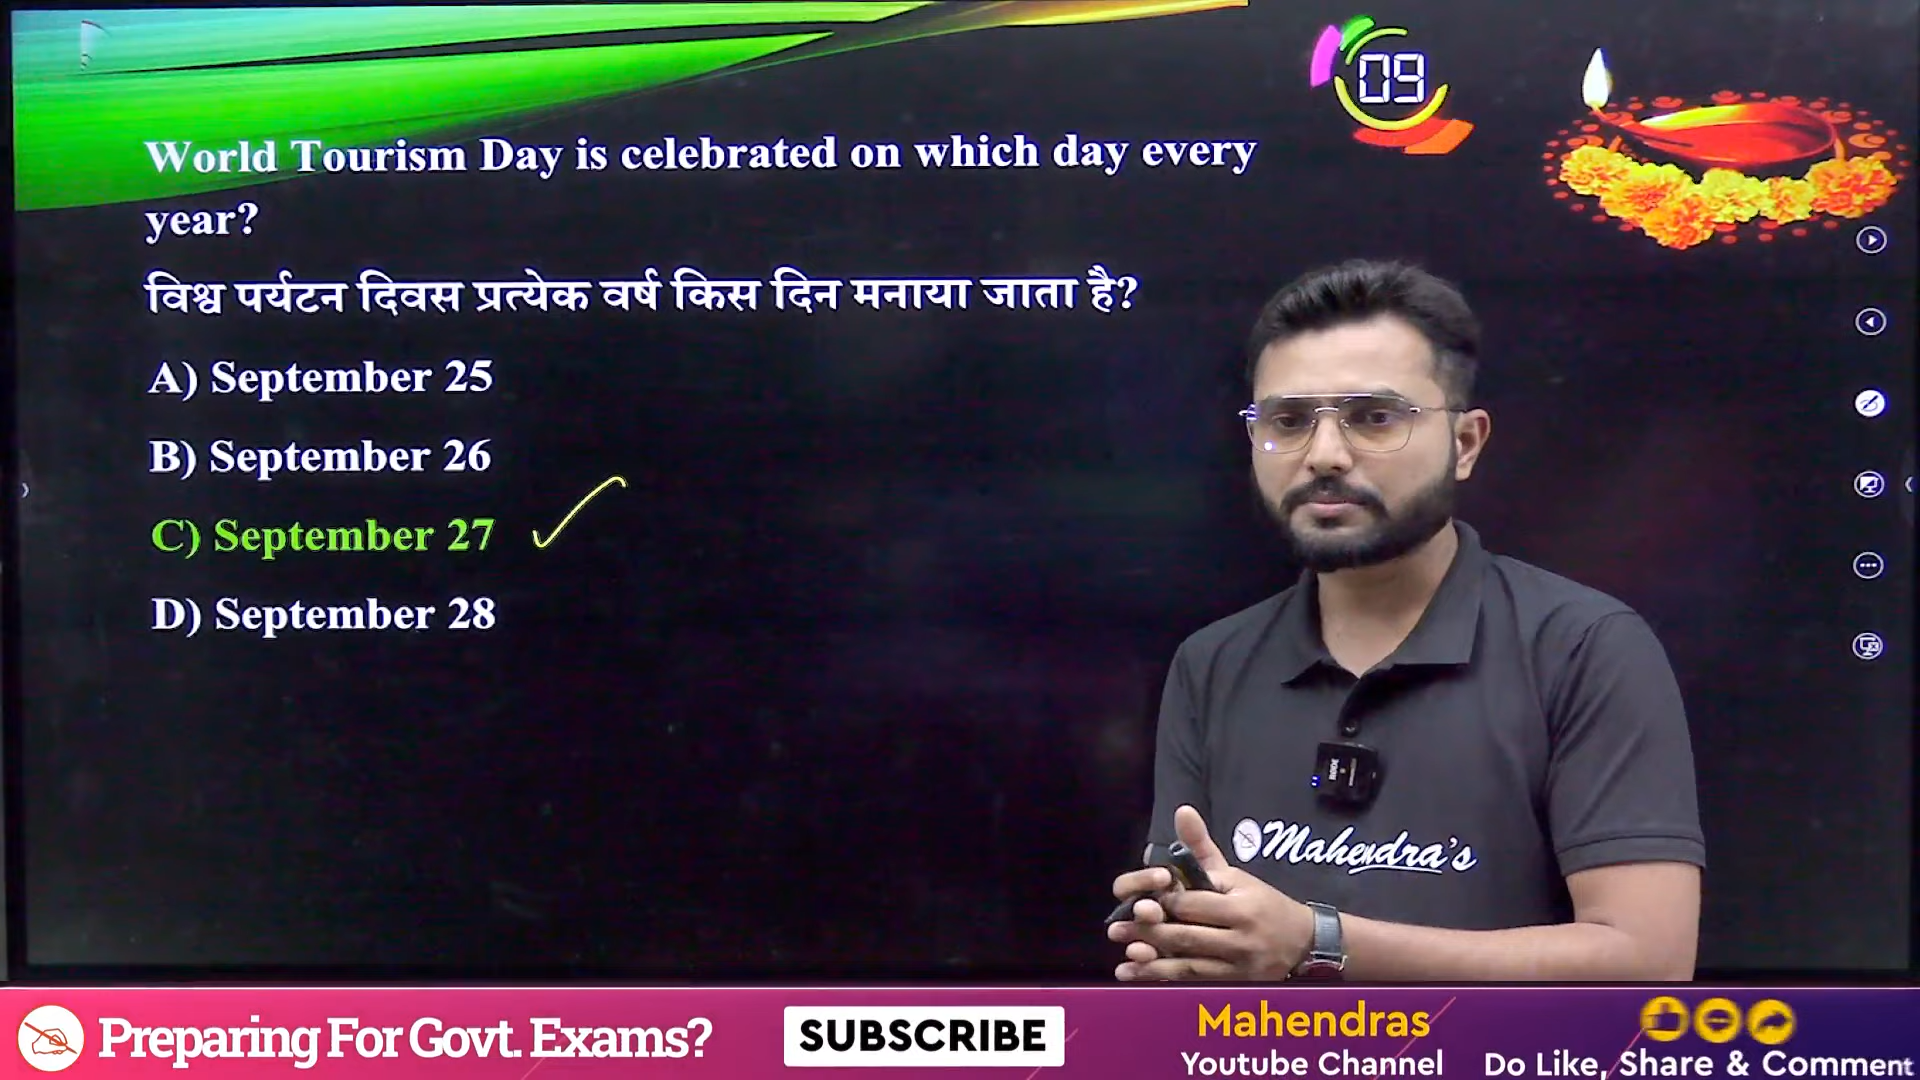 09
World Tourism Day is celebrated on which day every
year?
विश्व पर्यटन दिवस प्रत्येक वर्ष किस दिन मनाया जाता है?
A) September 25
B) September 26
C) September 27
D) September 28
RODE
Mahendra's
Preparing For Govt. Exams?
SUBSCRIBE
Mahendras
Youtube Channel
Do Like, Share & Comment